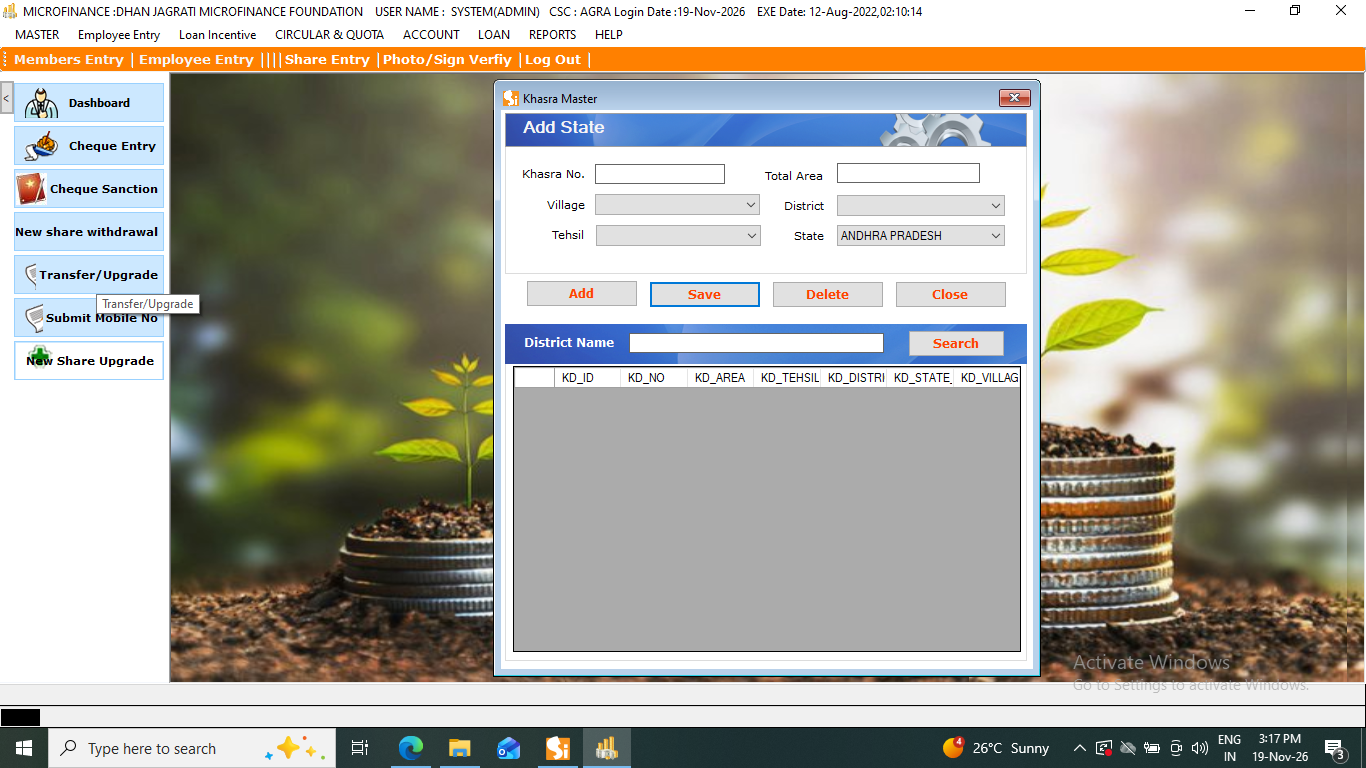 MICROFINANCE :DHAN JAGRATI MICROFINANCE FOUNDATION USER NAME : SYSTEM(ADMIN) CSC : AGRA Login Date :19-Nov-2026 EXE Date: 12-Aug-2022,02:10:14
MASTER Employee Entry Loan Incentive CIRCULAR & QUOTA ACCOUNT LOAN REPORTS HELP
Members Entry | Employee Entry ||||Share Entry |Photo/Sign Verfiy |Log Out |
<
Dashboard
Cheque Entry
Cheque Sanction
New share withdrawal
Transfer/Upgrade
Transfer/Upgrade
Submit Mobile No
New Share Upgrade
Si Khasra Master
Add State
Khasra No. Total Area
Village District
Tehsil State ANDHRA PRADESH
Add Save Delete Close
District Name Search
KD_ID KD_NO KD_AREA KD_TEHSIL KD_DISTRI KD_STATE_ KD_VILLAG
Activate Windows
Go to Settings to activate Windows.
Type here to search Si 4 26°C Sunny ENG 3:17 PM
IN 19-Nov-26 3